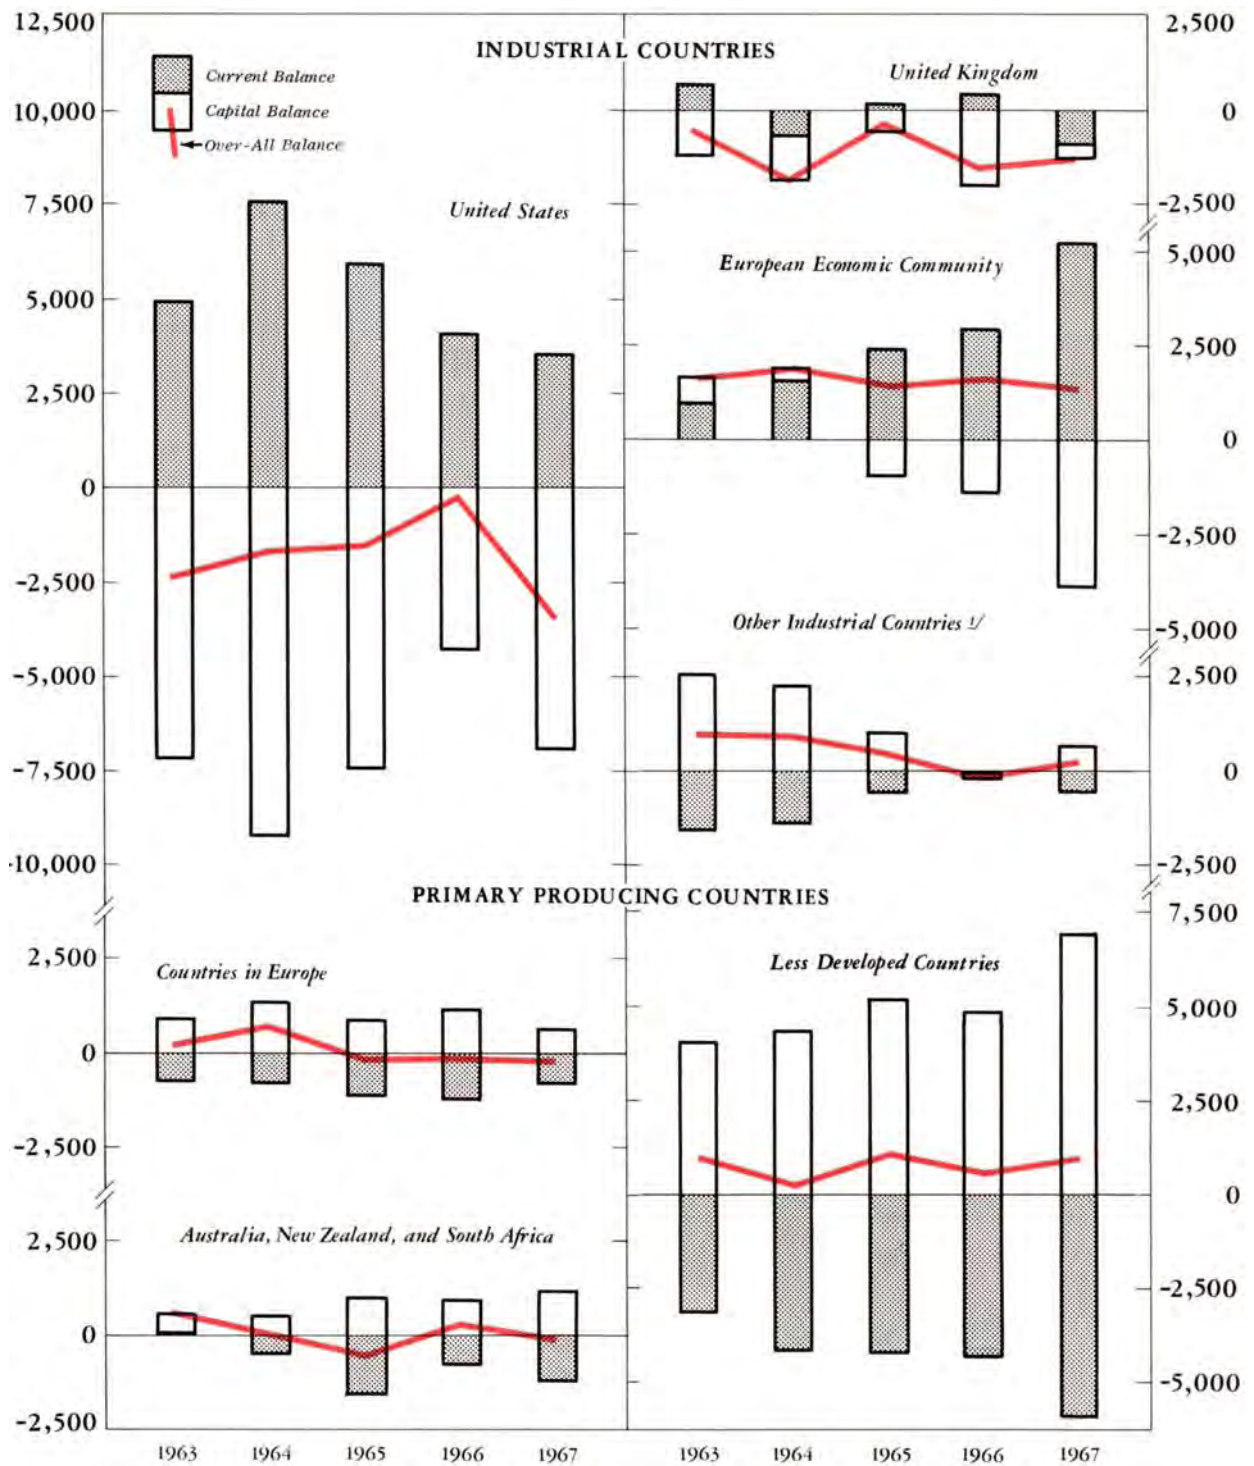 INDUSTRIAL COUNTRIES
12,500
10,000
7,500
5,000
2,500
0
-2,500
-5,000
-7,500
-10,000
Current Balance
Capital Balance
Over-All Balance
United States
United Kingdom
2,500
0
-2,500
European Economic Community
5,000
2,500
0
-2,500
-5,000
Other Industrial Countries 1/
2,500
0
-2,500
PRIMARY PRODUCING COUNTRIES
Countries in Europe
2,500
0
-2,500
Australia, New Zealand, and South Africa
2,500
0
-2,500
Less Developed Countries
7,500
5,000
2,500
0
-2,500
-5,000
1963 1964 1965 1966 1967
1963 1964 1965 1966 1967